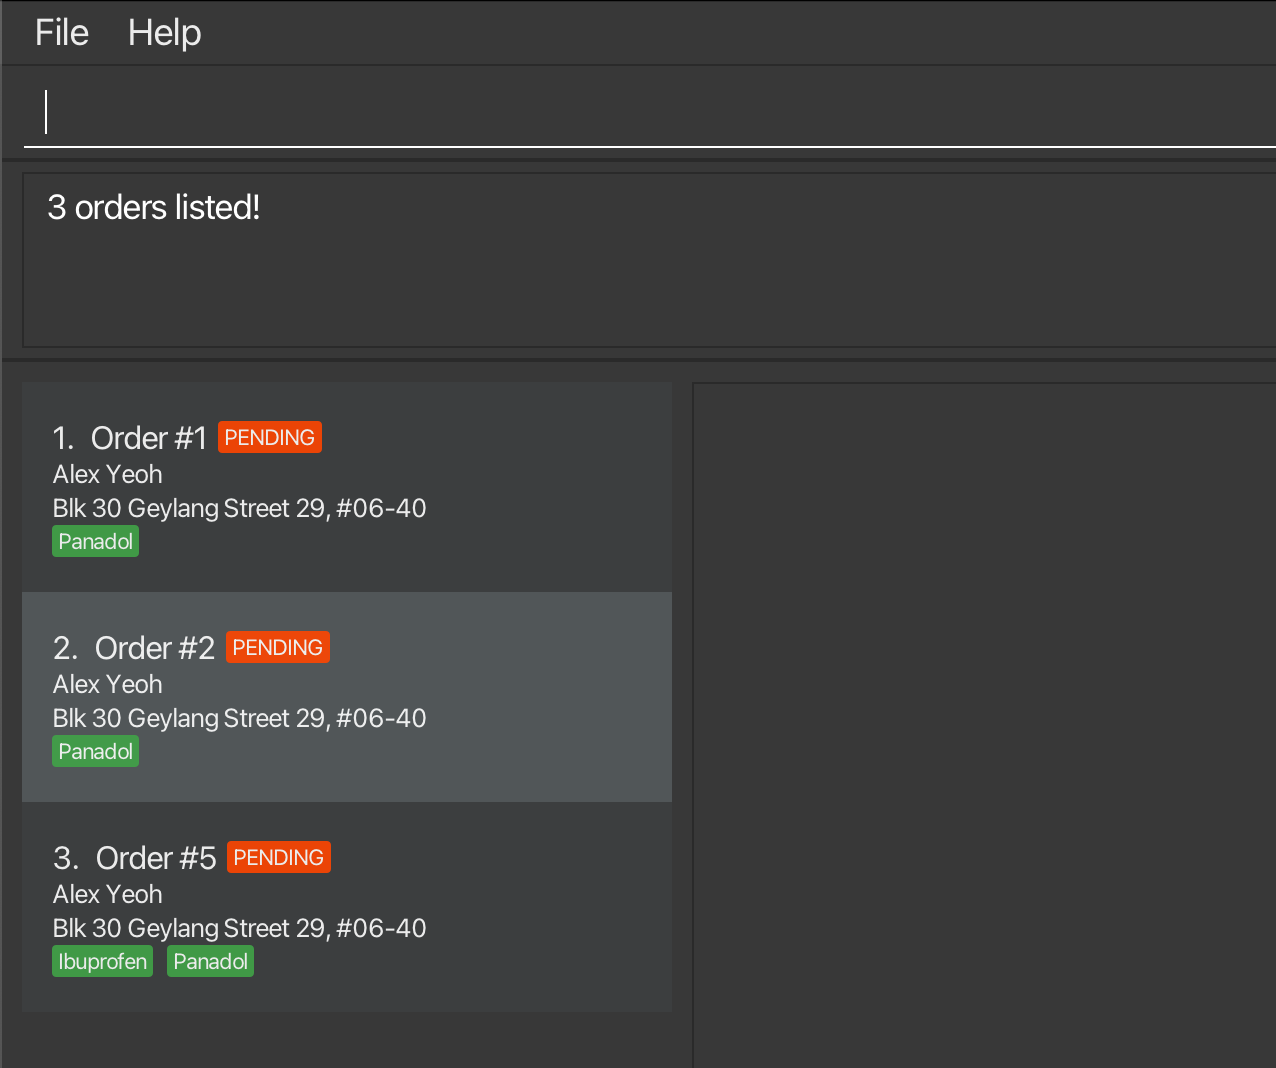 File Help
3 orders listed!
1. Order #1 PENDING
Alex Yeoh
Blk 30 Geylang Street 29, #06-40
Panadol
2. Order #2 PENDING
Alex Yeoh
Blk 30 Geylang Street 29, #06-40
Panadol
3. Order #5 PENDING
Alex Yeoh
Blk 30 Geylang Street 29, #06-40
Ibuprofen Panadol